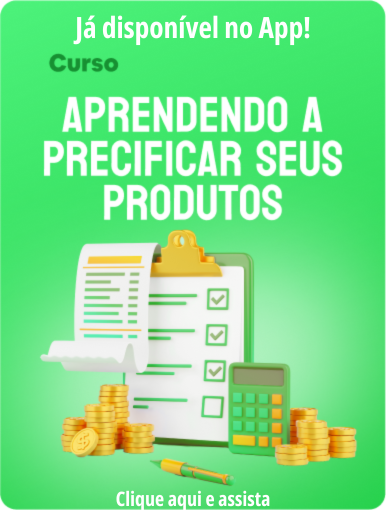 Já disponível no App!
Curso
APRENDENDO A
PRECIFICAR SEUS
PRODUTOS
$
Clique aqui e assista